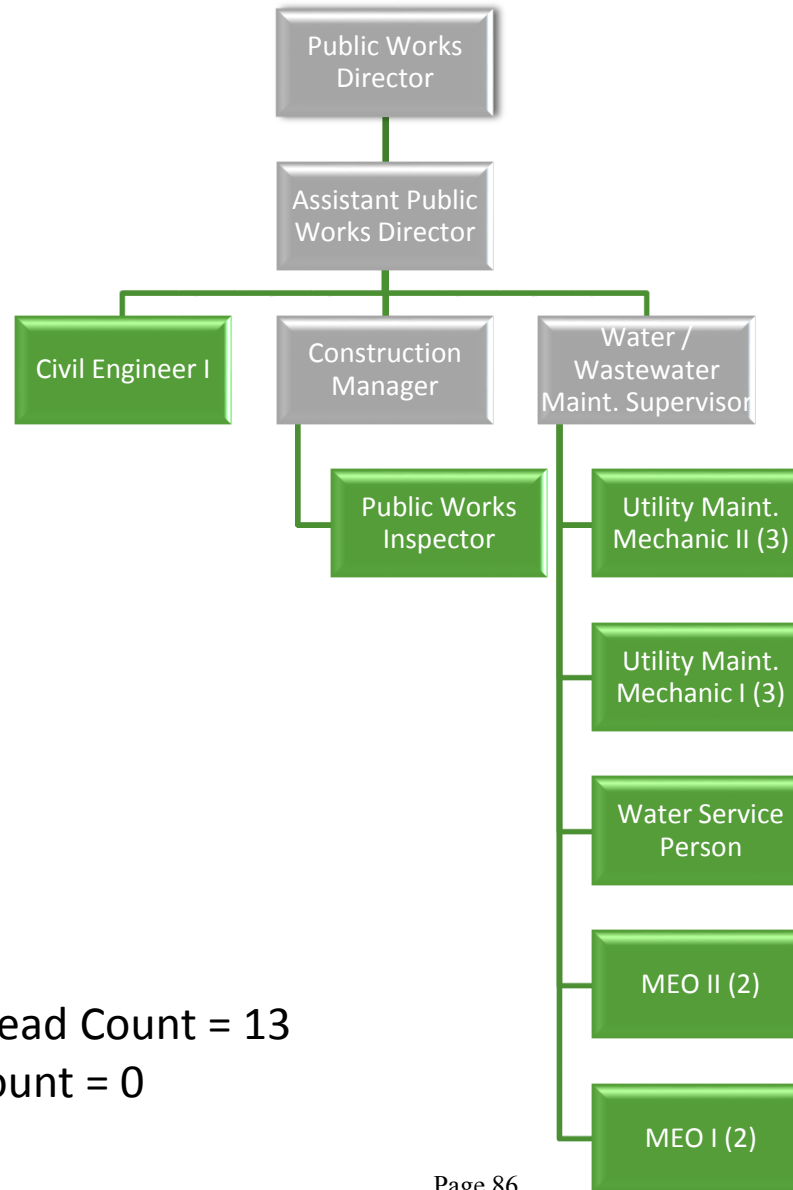 Public Works
Director
Assistant Public
Works Director
Civil Engineer I
Construction
Manager
Water /
Wastewater
Maint. Supervisor
Public Works
Inspector
Utility Maint.
Mechanic II (3)
Utility Maint.
Mechanic I (3)
Water Service
Person
MEO II (2)
MEO I (2)
ead Count = 13
ount = 0
Page 86